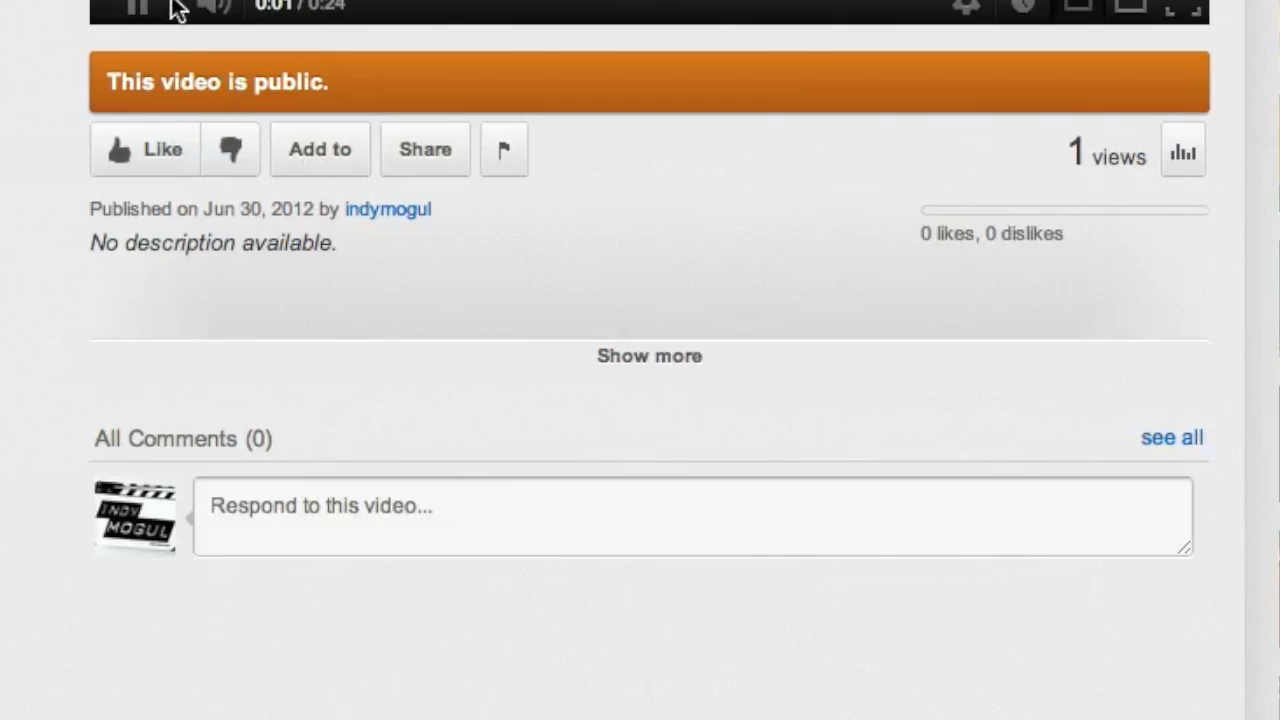 0:01 / 0:24
This video is public.
Like
Add to
Share
1 views
Published on Jun 30, 2012 by indymogul
0 likes, 0 dislikes
No description available.
Show more
All Comments (0)
see all
INDY
MOGUL
Respond to this video...